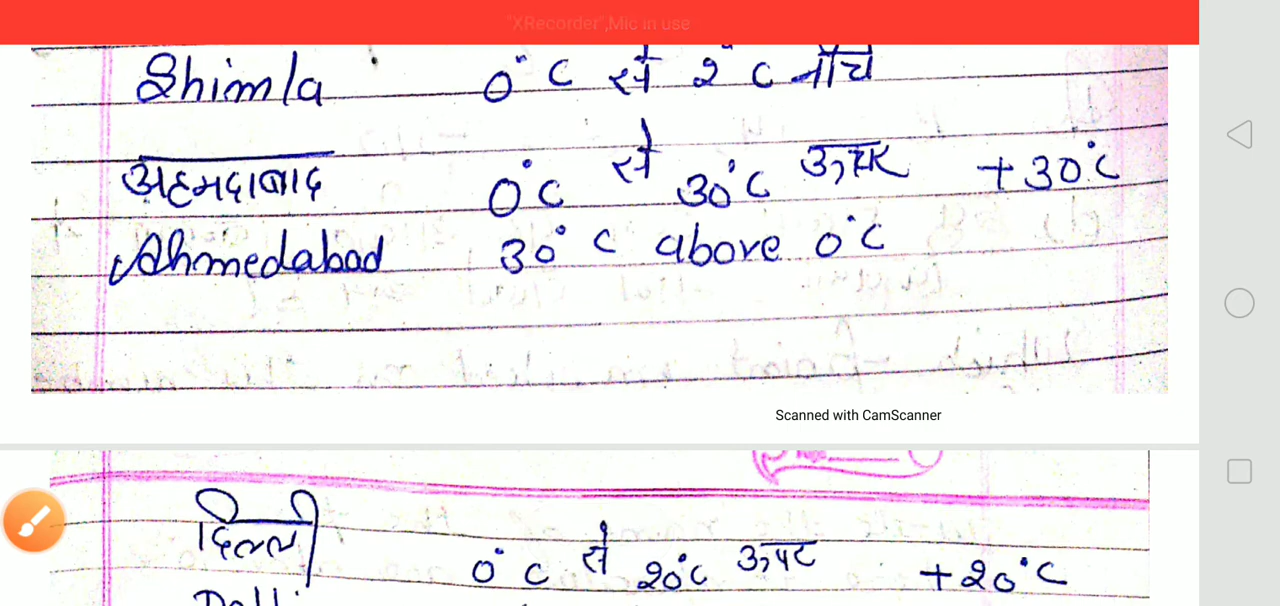 "XRecorder",Mic in use
Shimla 0°C से 2°C नीचे
अहमदाबाद 0°C से 30°C ऊपर +30°C
Ahmedabad 30°C above 0°C
Scanned with CamScanner
दिल्ली 0°C से 20°C ऊपर +20°C